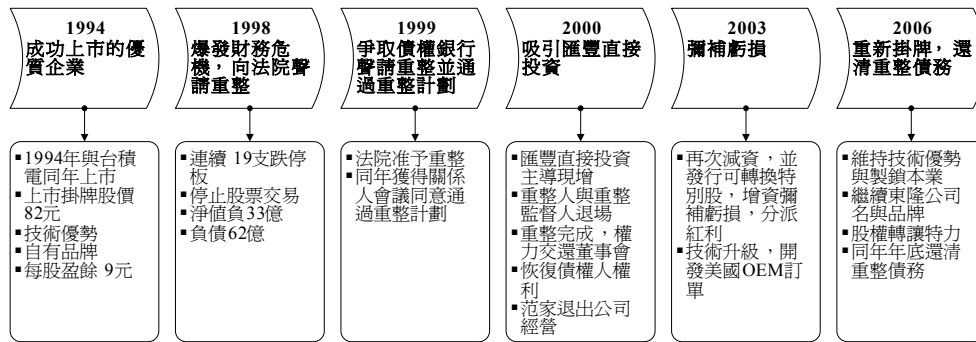 1994
成功上市的優
質企業
1998
爆發財務危
機，向法院聲
請重整
1999
爭取債權銀行
聲請重整並通
過重整計劃
2000
吸引匯豐直接
投資
2003
彌補虧損
2006
重新掛牌，還
清重整債務
▪1994年與台積
電同年上市
▪上市掛牌股價
82元
▪技術優勢
▪自有品牌
▪每股盈餘 9元
▪連續 19支跌停
板
▪停止股票交易
▪淨值負33億
▪負債62億
▪法院准予重整
▪同年獲得關係
人會議同意通
過重整計劃
▪匯豐直接投資
主導現增
▪重整人與重整
監督人退場
▪重整完成，權
力交還董事會
▪恢復債權人權
利
▪范家退出公司
經營
▪再次減資，並
發行可轉換特
別股，增資彌
補虧損，分派
紅利
▪技術升級，開
發美國OEM訂
單
▪維持技術優勢
與製鎖本業
▪繼續東隆公司
名與品牌
▪股權轉讓特力
▪同年年底還清
重整債務